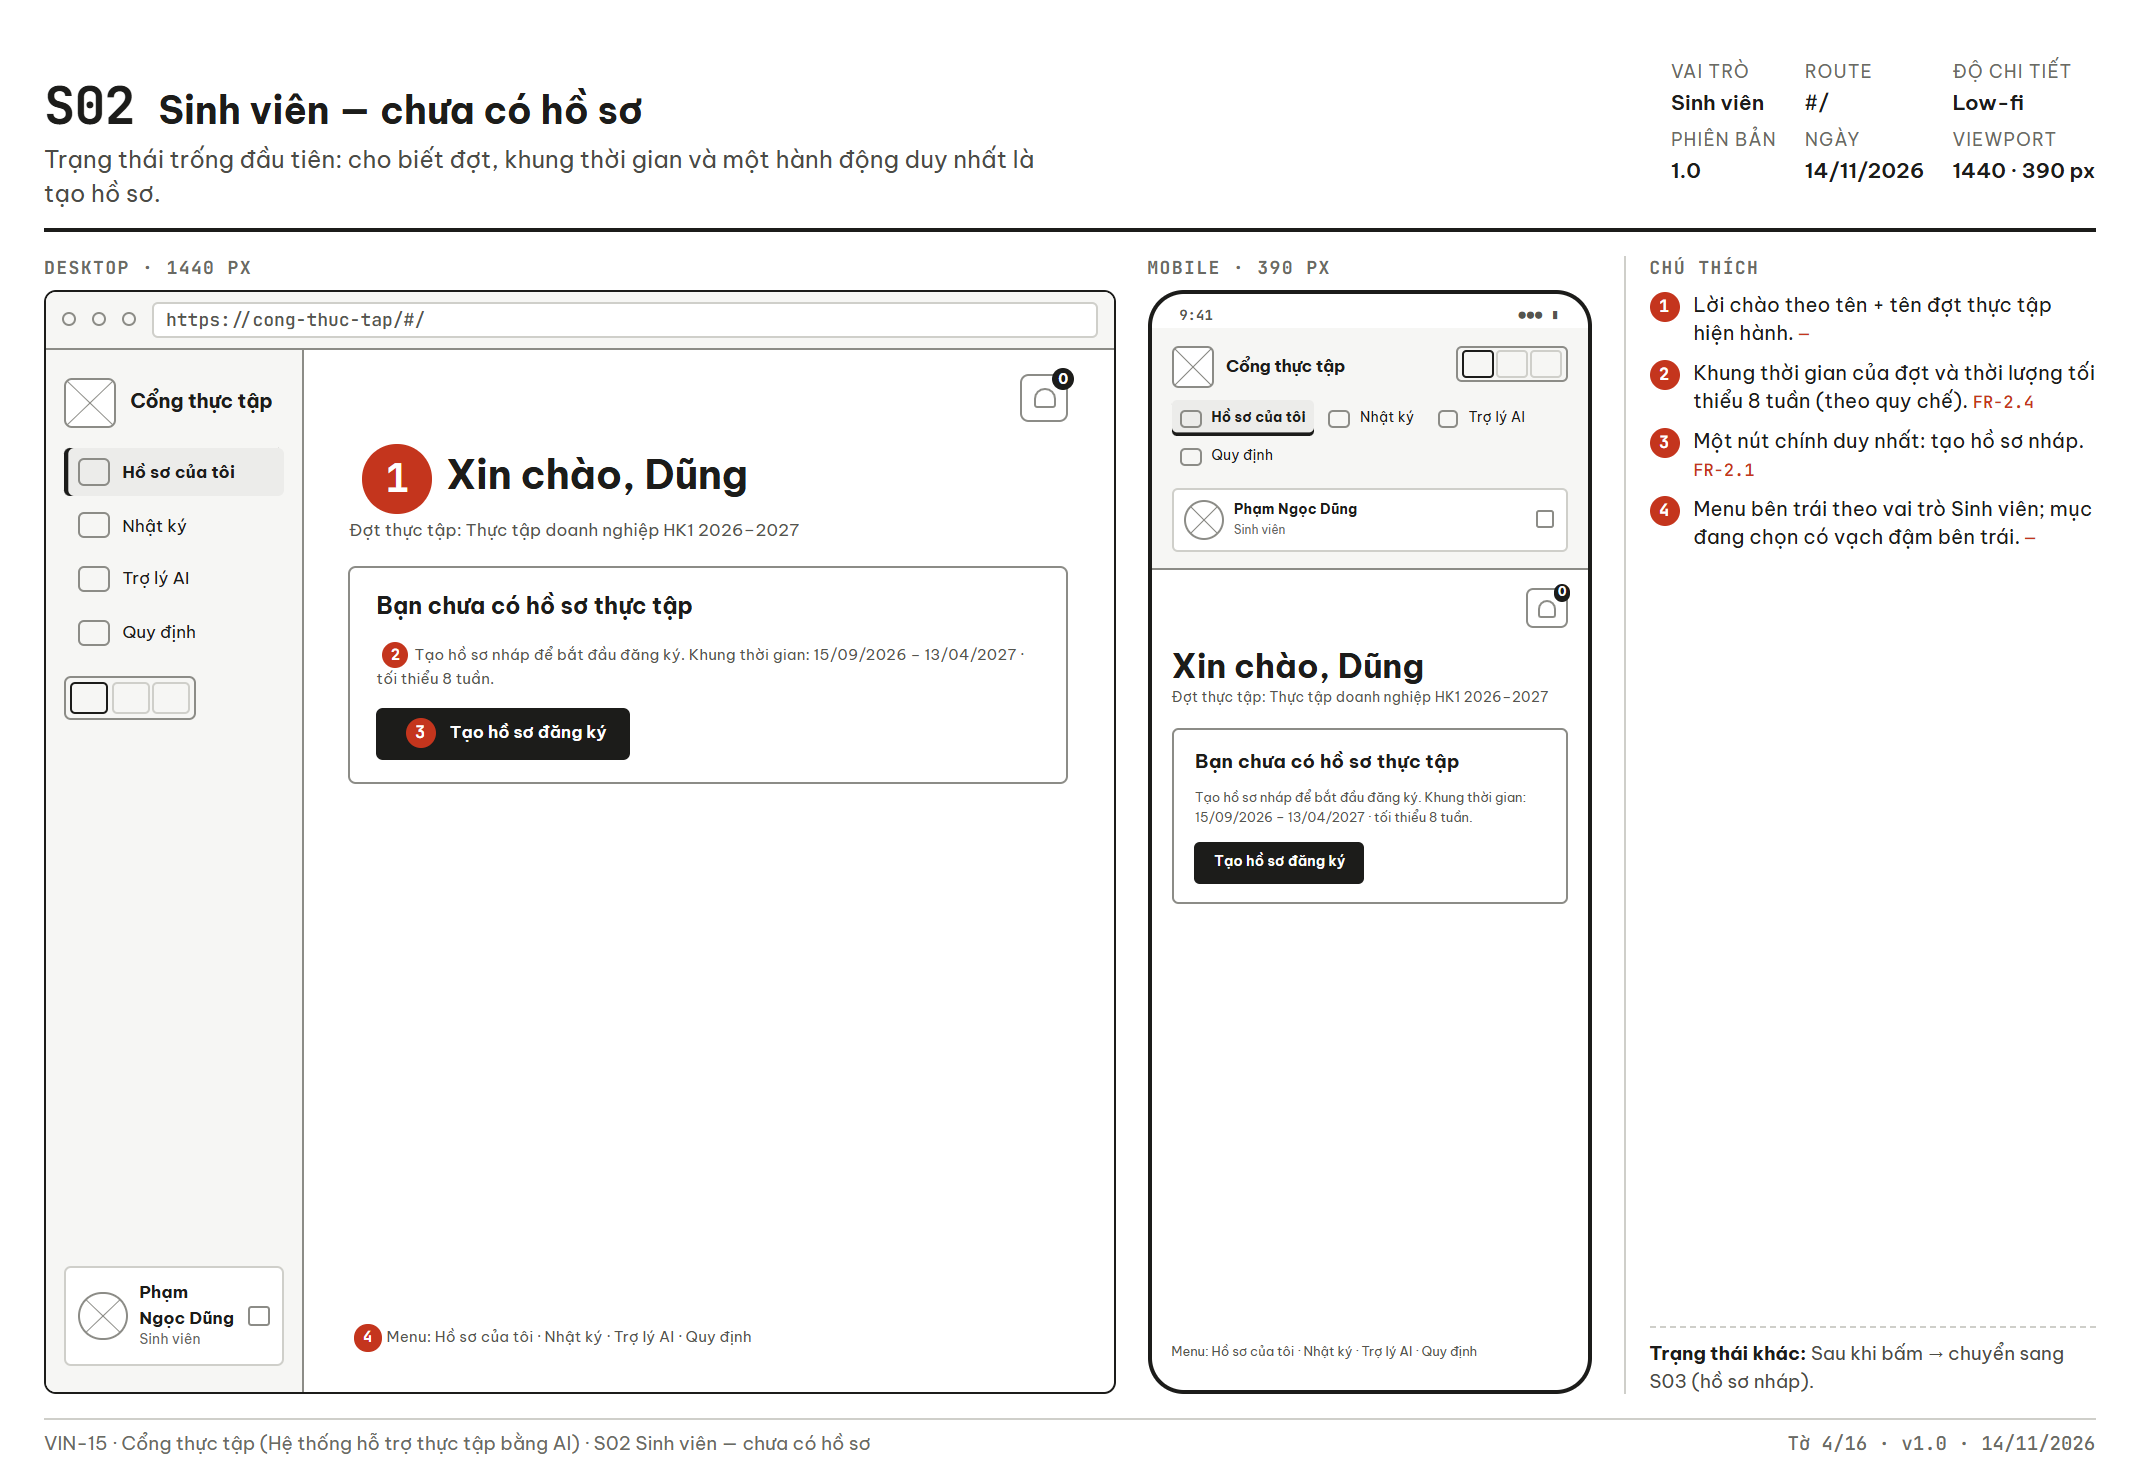 S02 Sinh viên — chưa có hồ sơ
Trạng thái trống đầu tiên: cho biết đợt, khung thời gian và một hành động duy nhất là
tạo hồ sơ.
VAI TRÒ ROUTE ĐỘ CHI TIẾT
Sinh viên #/ Low-fi
PHIÊN BẢN NGÀY VIEWPORT
1.0 14/11/2026 1440 · 390 px
DESKTOP · 1440 PX
https://cong-thuc-tap/#/
Cổng thực tập
Hồ sơ của tôi
Nhật ký
Trợ lý AI
Quy định
Phạm
Ngọc Dũng
Sinh viên
0
1 Xin chào, Dũng
Đợt thực tập: Thực tập doanh nghiệp HK1 2026–2027
Bạn chưa có hồ sơ thực tập
2 Tạo hồ sơ nháp để bắt đầu đăng ký. Khung thời gian: 15/09/2026 – 13/04/2027 ·
tối thiểu 8 tuần.
3 Tạo hồ sơ đăng ký
4 Menu: Hồ sơ của tôi · Nhật ký · Trợ lý AI · Quy định
MOBILE · 390 PX
9:41
Cổng thực tập
Hồ sơ của tôi Nhật ký Trợ lý AI
Quy định
Phạm Ngọc Dũng
Sinh viên
0
Xin chào, Dũng
Đợt thực tập: Thực tập doanh nghiệp HK1 2026–2027
Bạn chưa có hồ sơ thực tập
Tạo hồ sơ nháp để bắt đầu đăng ký. Khung thời gian:
15/09/2026 – 13/04/2027 · tối thiểu 8 tuần.
Tạo hồ sơ đăng ký
Menu: Hồ sơ của tôi · Nhật ký · Trợ lý AI · Quy định
CHÚ THÍCH
1 Lời chào theo tên + tên đợt thực tập
hiện hành. —
2 Khung thời gian của đợt và thời lượng tối
thiểu 8 tuần (theo quy chế). FR-2.4
3 Một nút chính duy nhất: tạo hồ sơ nháp.
FR-2.1
4 Menu bên trái theo vai trò Sinh viên; mục
đang chọn có vạch đậm bên trái. —
Trạng thái khác: Sau khi bấm → chuyển sang
S03 (hồ sơ nháp).
VIN-15 · Cổng thực tập (Hệ thống hỗ trợ thực tập bằng AI) · S02 Sinh viên — chưa có hồ sơ
Tờ 4/16 · v1.0 · 14/11/2026